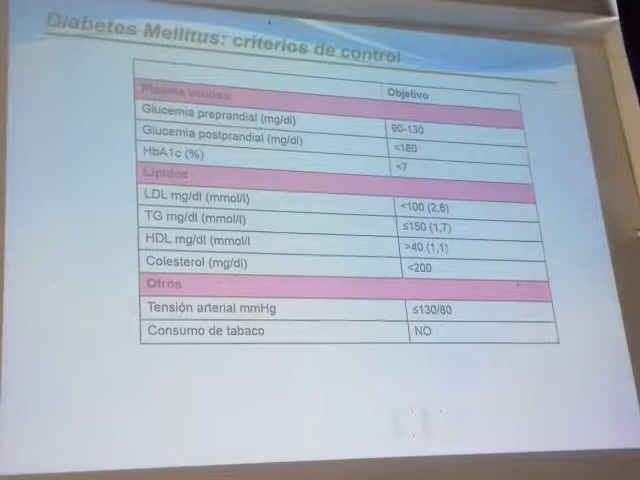 Diabetes Mellitus: criterios de control
Objetivo
Plasma venoso
Glucemia preprandial (mg/dl) 90-130
Glucemia postprandial (mg/dl) <180
HbA1c (%) <7
Lípidos
LDL mg/dl (mmol/l) <100 (2,6)
TG mg/dl (mmol/l) ≤150 (1,7)
HDL mg/dl (mmol/l >40 (1,1)
Colesterol (mg/dl) <200
Otros
Tensión arterial mmHg ≤130/80
Consumo de tabaco NO